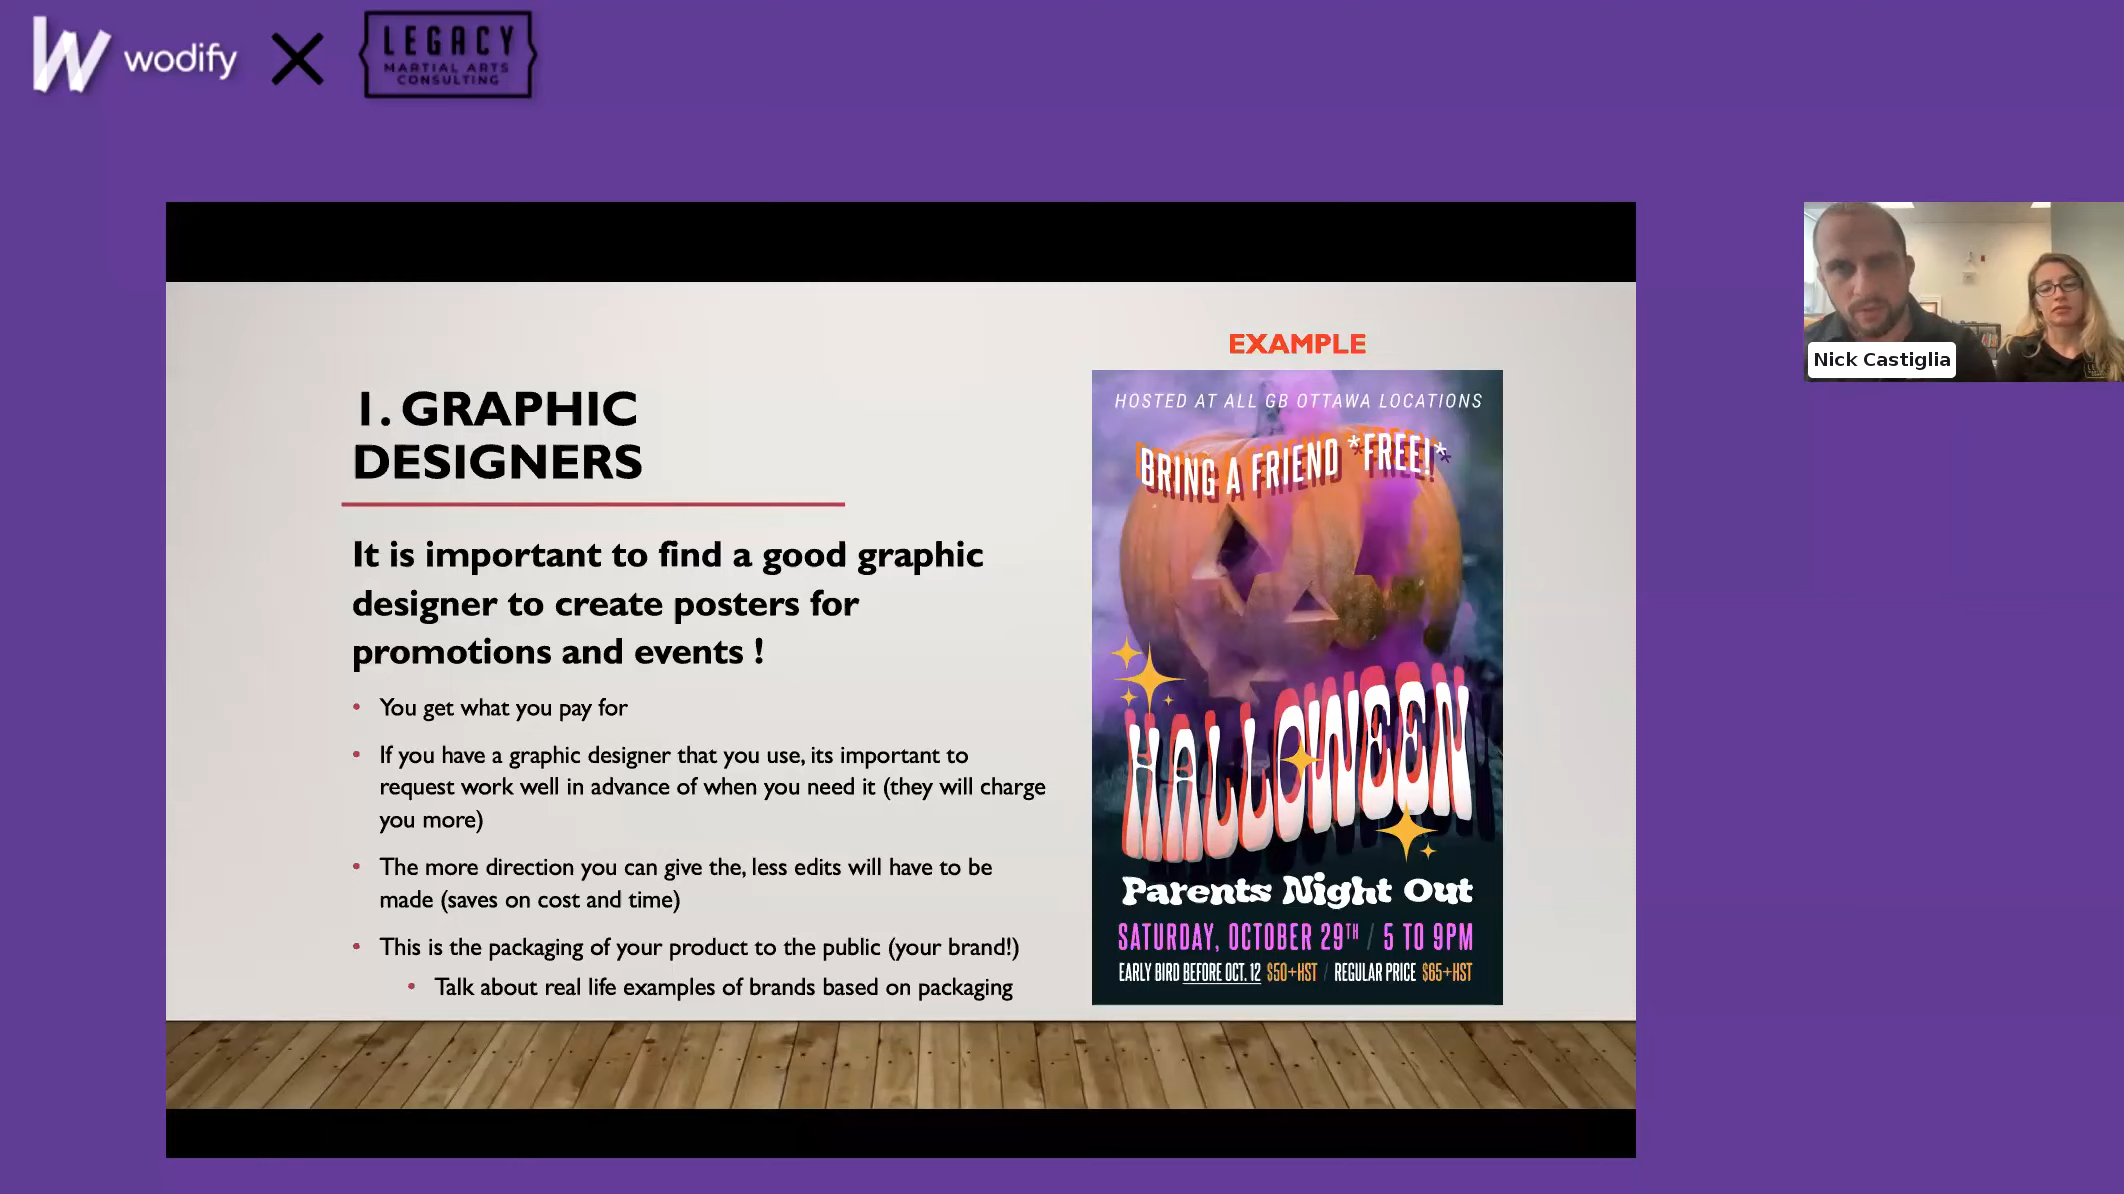 wodify
LEGACY
MARTIAL ARTS
CONSULTING
EXAMPLE
1. GRAPHIC
DESIGNERS
It is important to find a good graphic
designer to create posters for
promotions and events !
• You get what you pay for
• If you have a graphic designer that you use, its important to
request work well in advance of when you need it (they will charge
you more)
• The more direction you can give the, less edits will have to be
made (saves on cost and time)
• This is the packaging of your product to the public (your brand!)
• Talk about real life examples of brands based on packaging
HOSTED AT ALL GB OTTAWA LOCATIONS
BRING A FRIEND *FREE!*
HALLOWEEN
Parents Night Out
SATURDAY, OCTOBER 29TH / 5 TO 9PM
EARLY BIRD BEFORE OCT. 12 $50+HST / REGULAR PRICE $65+HST
Nick Castiglia